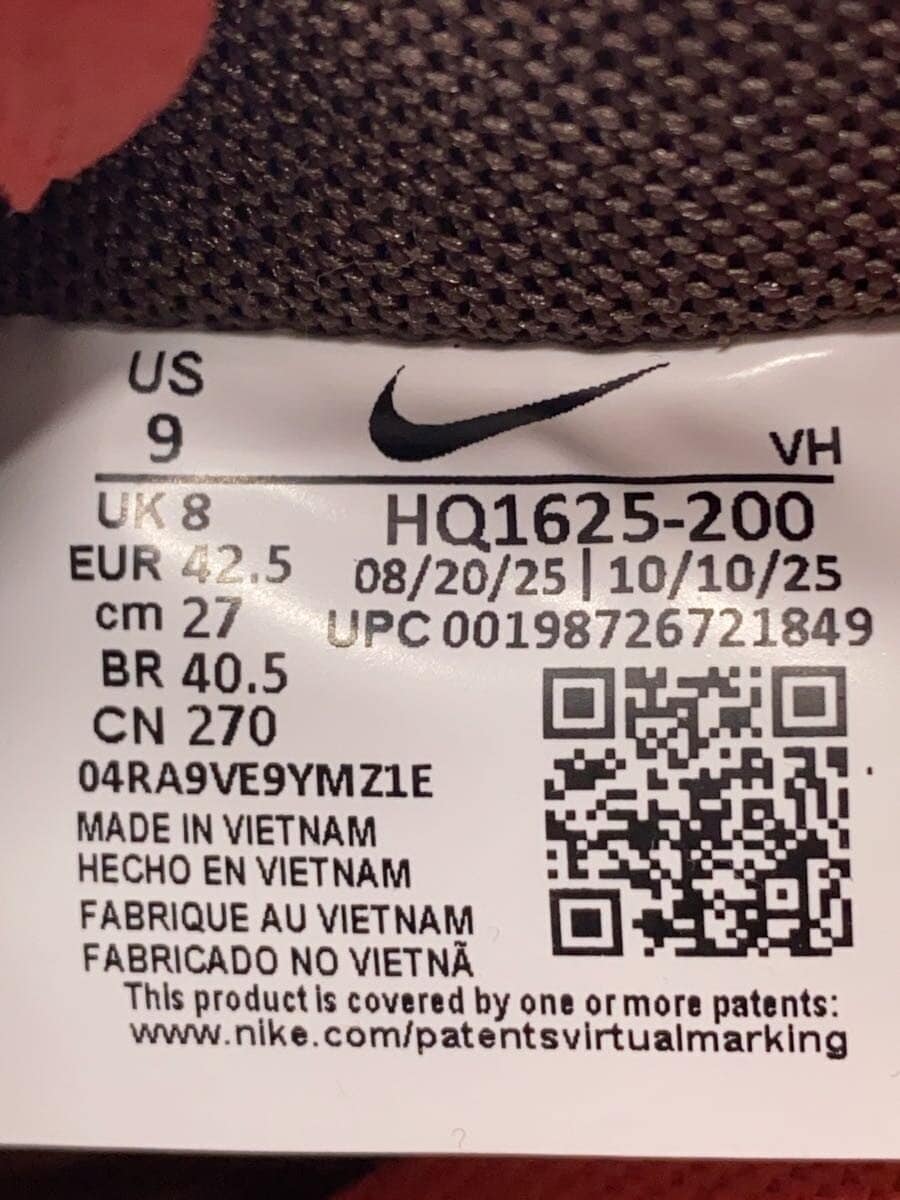 US
9
VH
UK 8
HQ1625-200
EUR 42.5
08/20/25 | 10/10/25
cm 27
UPC 00198726721849
BR 40.5
CN 270
04RA9VE9YMZ1E
MADE IN VIETNAM
HECHO EN VIETNAM
FABRIQUE AU VIETNAM
FABRICADO NO VIETNÃ
This product is covered by one or more patents:
www.nike.com/patentsvirtualmarking